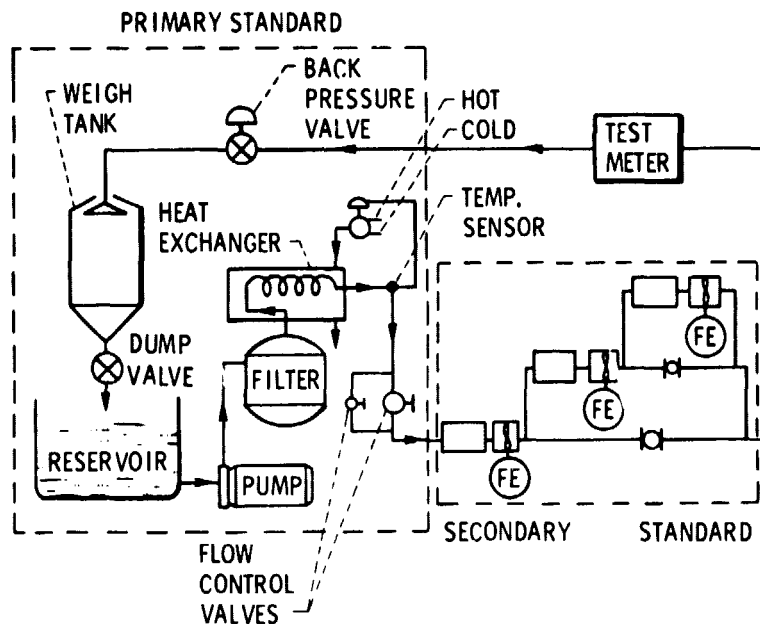 PRIMARY STANDARD
WEIGH
TANK
BACK
PRESSURE
VALVE
HOT
COLD
TEST
METER
HEAT
EXCHANGER
TEMP.
SENSOR
DUMP
VALVE
FILTER
FE
FE
FE
RESERVOIR
PUMP
SECONDARY STANDARD
FLOW
CONTROL
VALVES